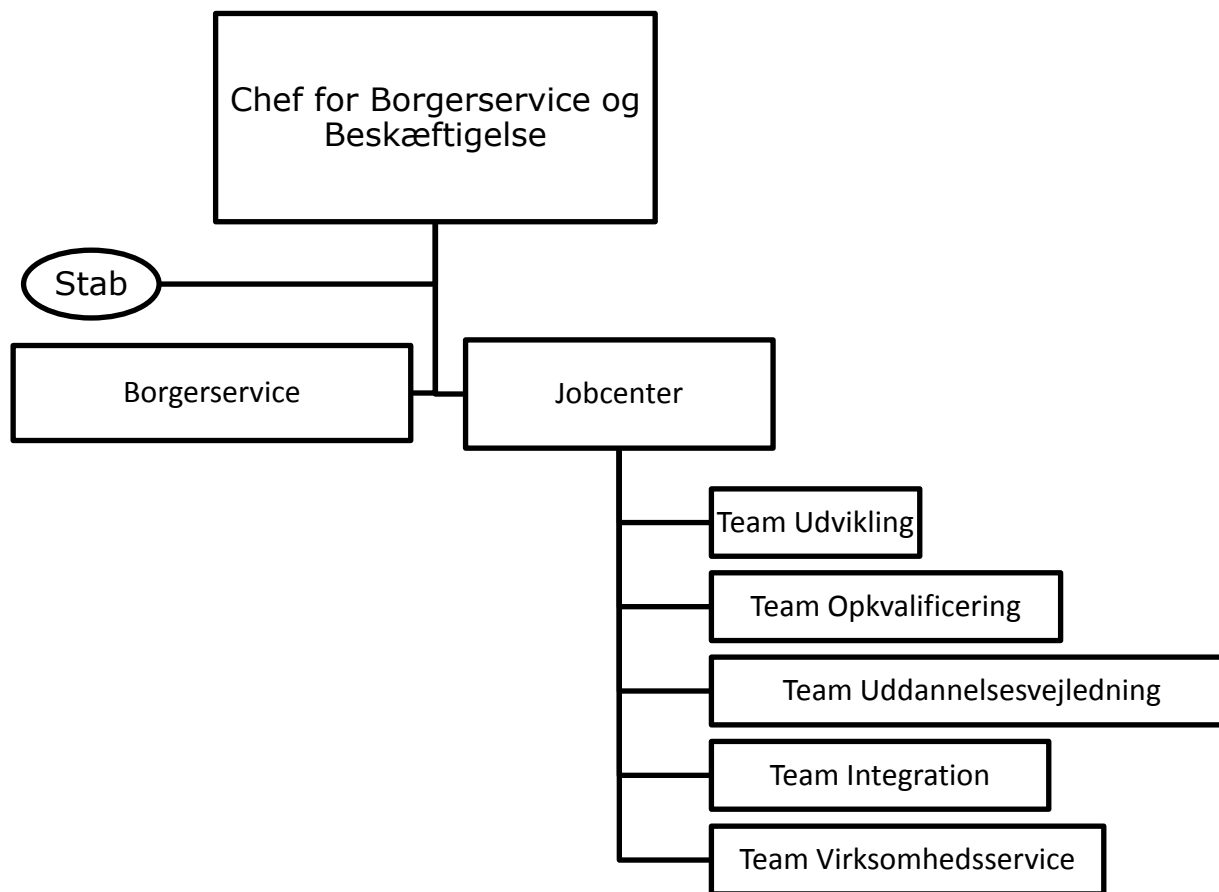 Chef for Borgerservice og
Beskæftigelse
Stab
Borgerservice
Jobcenter
Team Udvikling
Team Opkvalificering
Team Uddannelsesvejledning
Team Integration
Team Virksomhedsservice